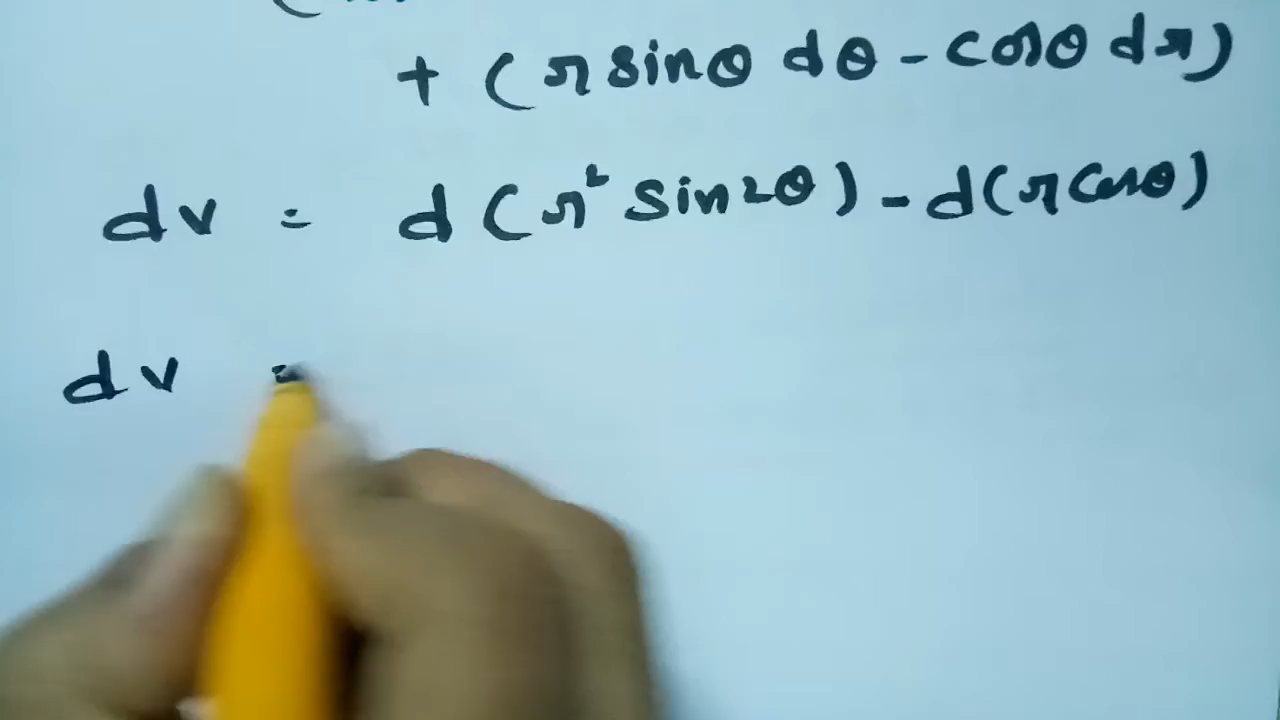 + (r sinθ dθ - cosθ dr)
dv = d(r² sin2θ) - d(r cosθ)
dv =